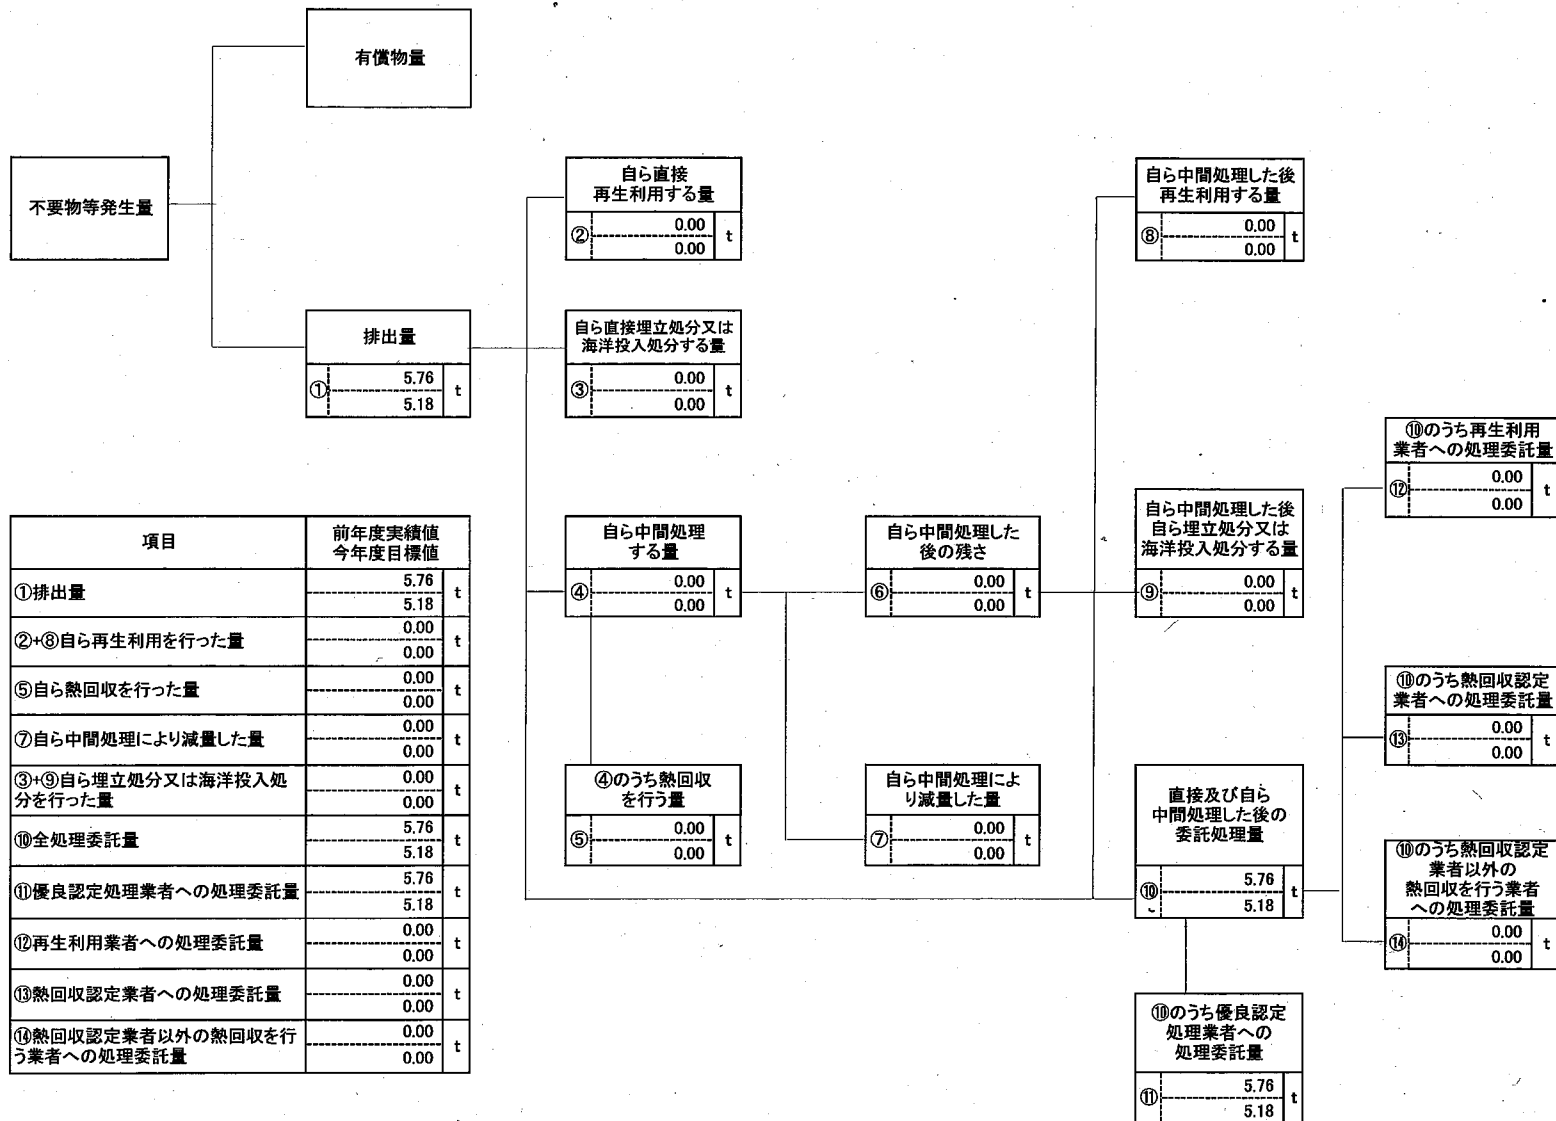 有償物量
不要物等発生量
排出量
① 5.76 t
5.18
自ら直接
再生利用する量
② 0.00 t
0.00
自ら直接埋立処分又は
海洋投入処分する量
③ 0.00 t
0.00
自ら中間処理
する量
④ 0.00 t
0.00
④のうち熱回収
を行う量
⑤ 0.00 t
0.00
自ら中間処理した
後の残さ
⑥ 0.00 t
0.00
自ら中間処理によ
り減量した量
⑦ 0.00 t
0.00
自ら中間処理した後
再生利用する量
⑧ 0.00 t
0.00
自ら中間処理した後
自ら埋立処分又は
海洋投入処分する量
⑨ 0.00 t
0.00
直接及び自ら
中間処理した後の
委託処理量
⑩ 5.76 t
5.18
⑩のうち優良認定
処理業者への
処理委託量
⑪ 5.76 t
5.18
⑩のうち再生利用
業者への処理委託量
⑫ 0.00 t
0.00
⑩のうち熱回収認定
業者への処理委託量
⑬ 0.00 t
0.00
⑩のうち熱回収認定
業者以外の
熱回収を行う業者
への処理委託量
⑭ 0.00 t
0.00
項目 前年度実績値
今年度目標値
①排出量 5.76 t
5.18
②+⑧自ら再生利用を行った量 0.00 t
0.00
⑤自ら熱回収を行った量 0.00 t
0.00
⑦自ら中間処理により減量した量 0.00 t
0.00
③+⑨自ら埋立処分又は海洋投入処
分を行った量 0.00 t
0.00
⑩全処理委託量 5.76 t
5.18
⑪優良認定処理業者への処理委託量 5.76 t
5.18
⑫再生利用業者への処理委託量 0.00 t
0.00
⑬熱回収認定業者への処理委託量 0.00 t
0.00
⑭熱回収認定業者以外の熱回収を行
う業者への処理委託量 0.00 t
0.00